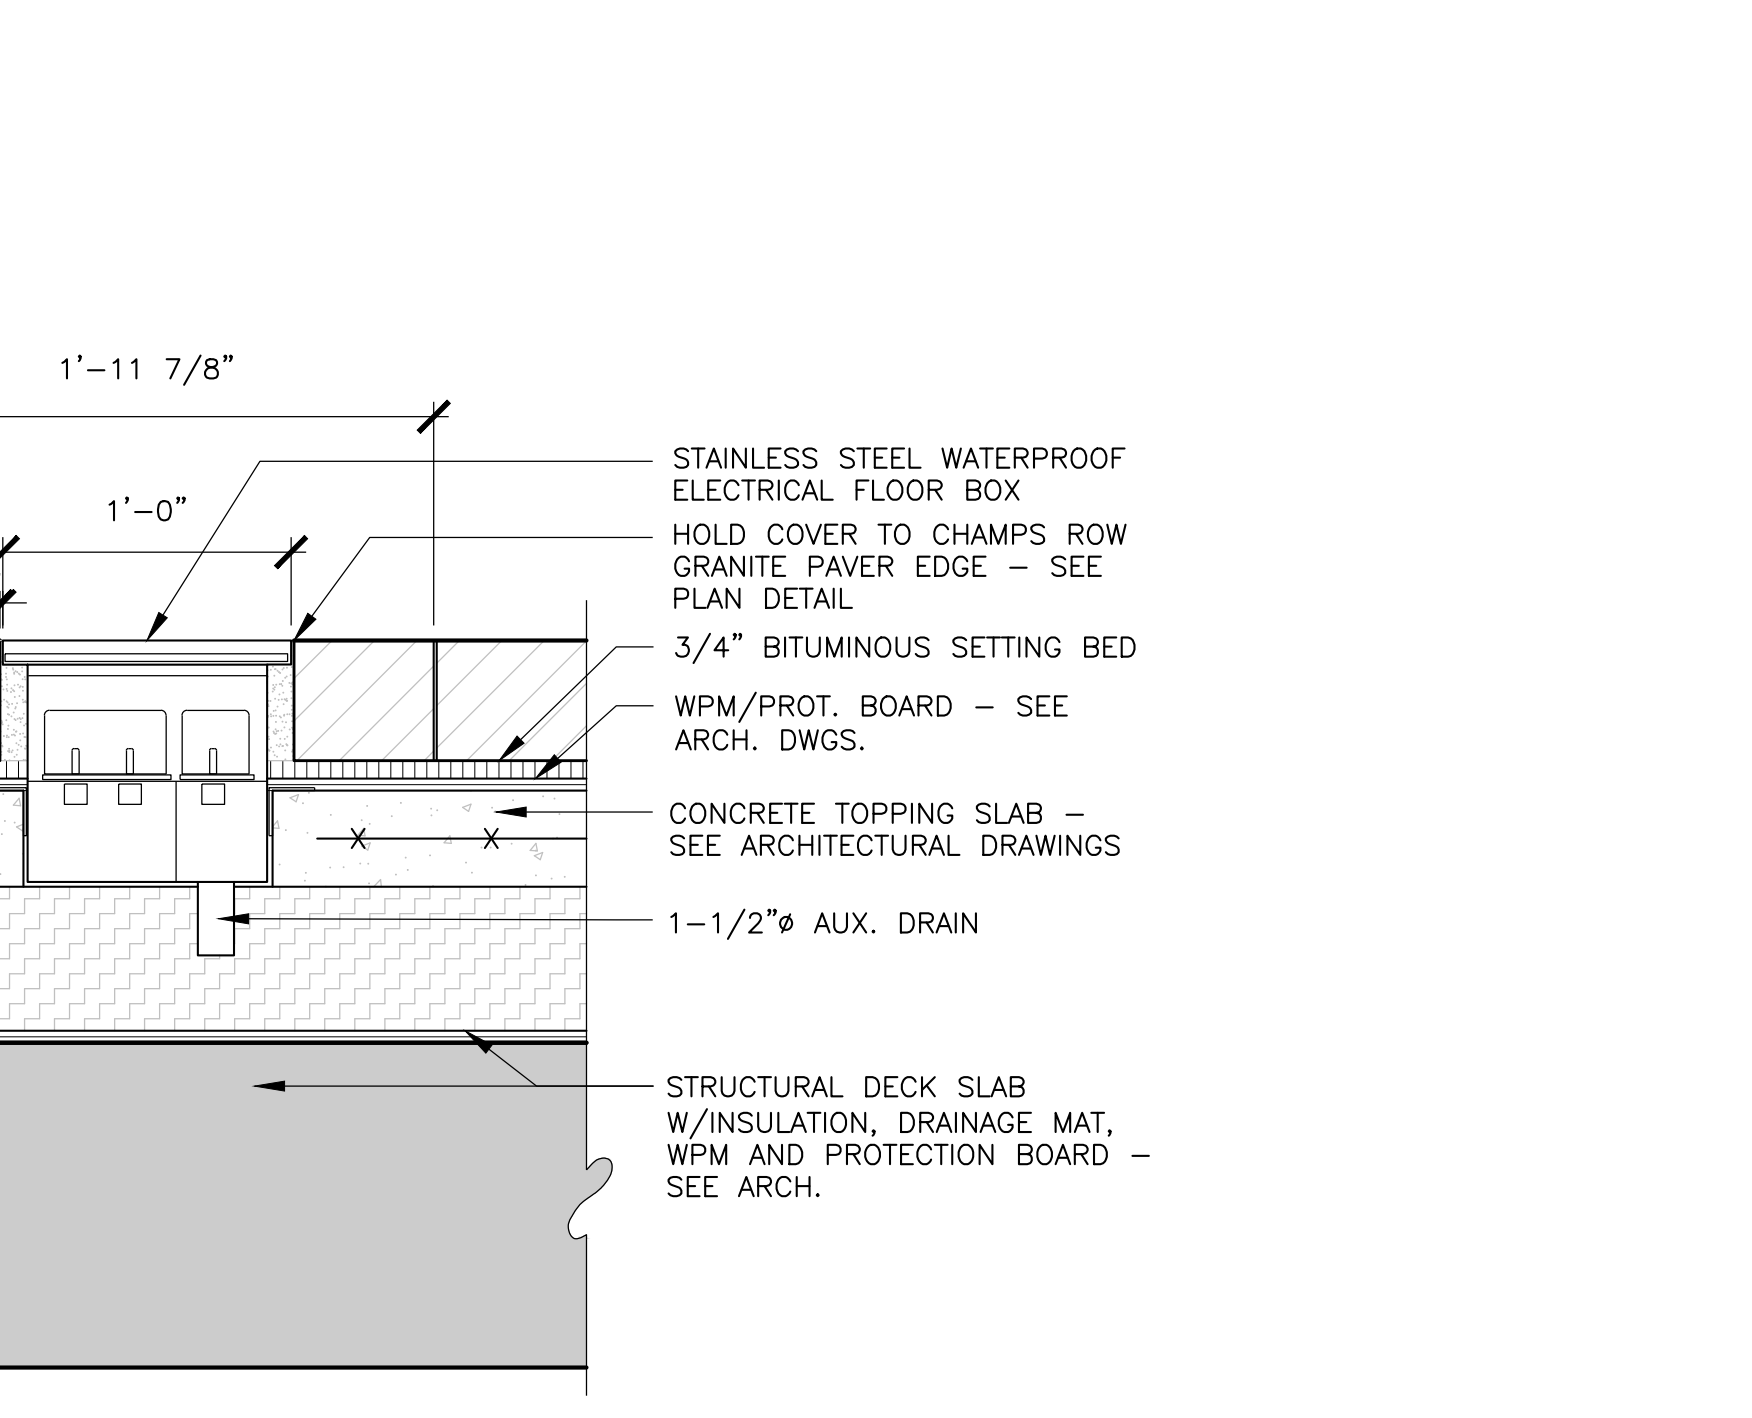 1'-11 7/8"
STAINLESS STEEL WATERPROOF
ELECTRICAL FLOOR BOX
1'-0"
HOLD COVER TO CHAMPS ROW
GRANITE PAVER EDGE – SEE
PLAN DETAIL
3/4" BITUMINOUS SETTING BED
WPM/PROT. BOARD – SEE
ARCH. DWGS.
CONCRETE TOPPING SLAB –
SEE ARCHITECTURAL DRAWINGS
1-1/2"ø AUX. DRAIN
STRUCTURAL DECK SLAB
W/INSULATION, DRAINAGE MAT,
WPM AND PROTECTION BOARD –
SEE ARCH.